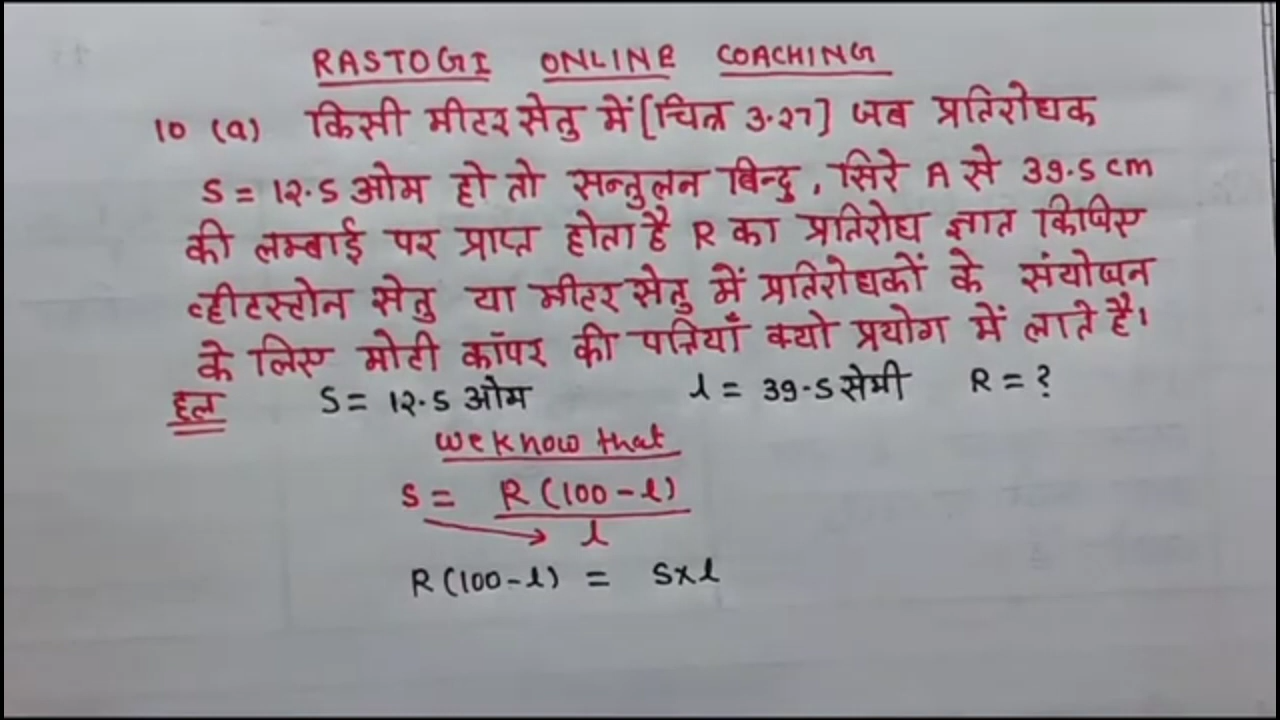 RASTOGI ONLINE COACHING
10 (a) किसी मीटर सेतु में [चित्र 3.27] जब प्रतिरोधक
S = 12.5 ओम हो तो सन्तुलन बिन्दु, सिरे A से 39.5 cm
की लम्बाई पर प्राप्त होता है R का प्रतिरोध ज्ञात किजिए
व्हीटस्टोन सेतु या मीटर सेतु में प्रतिरोधकों के संयोजन
के लिए मोटी कॉपर की पत्तियाँ क्यो प्रयोग में लाते है।
हल S = 12.5 ओम l = 39.5 सेमी R = ?
We know that
S = R (100 - l)
l
R (100 - l) = S x l